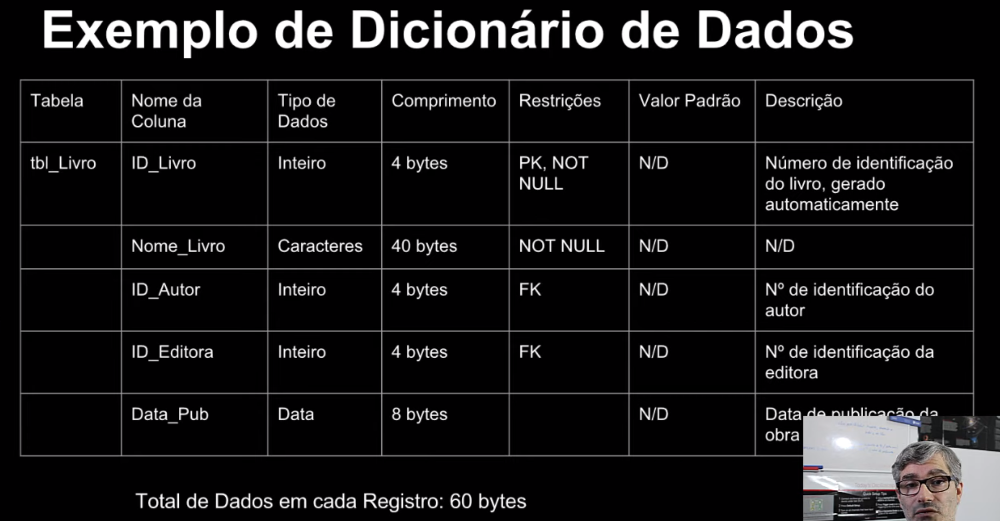 Exemplo de Dicionário de Dados
Tabela
Nome da
Coluna
Tipo de
Dados
Comprimento
Restrições
Valor Padrão
Descrição
tbl_Livro
ID_Livro
Inteiro
4 bytes
PK, NOT
NULL
N/D
Número de identificação
do livro, gerado
automaticamente
Nome_Livro
Caracteres
40 bytes
NOT NULL
N/D
N/D
ID_Autor
Inteiro
4 bytes
FK
N/D
Nº de identificação do
autor
ID_Editora
Inteiro
4 bytes
FK
N/D
Nº de identificação da
editora
Data_Pub
Data
8 bytes
N/D
Data de publicação da
obra
Total de Dados em cada Registro: 60 bytes
Quick Setup Tips